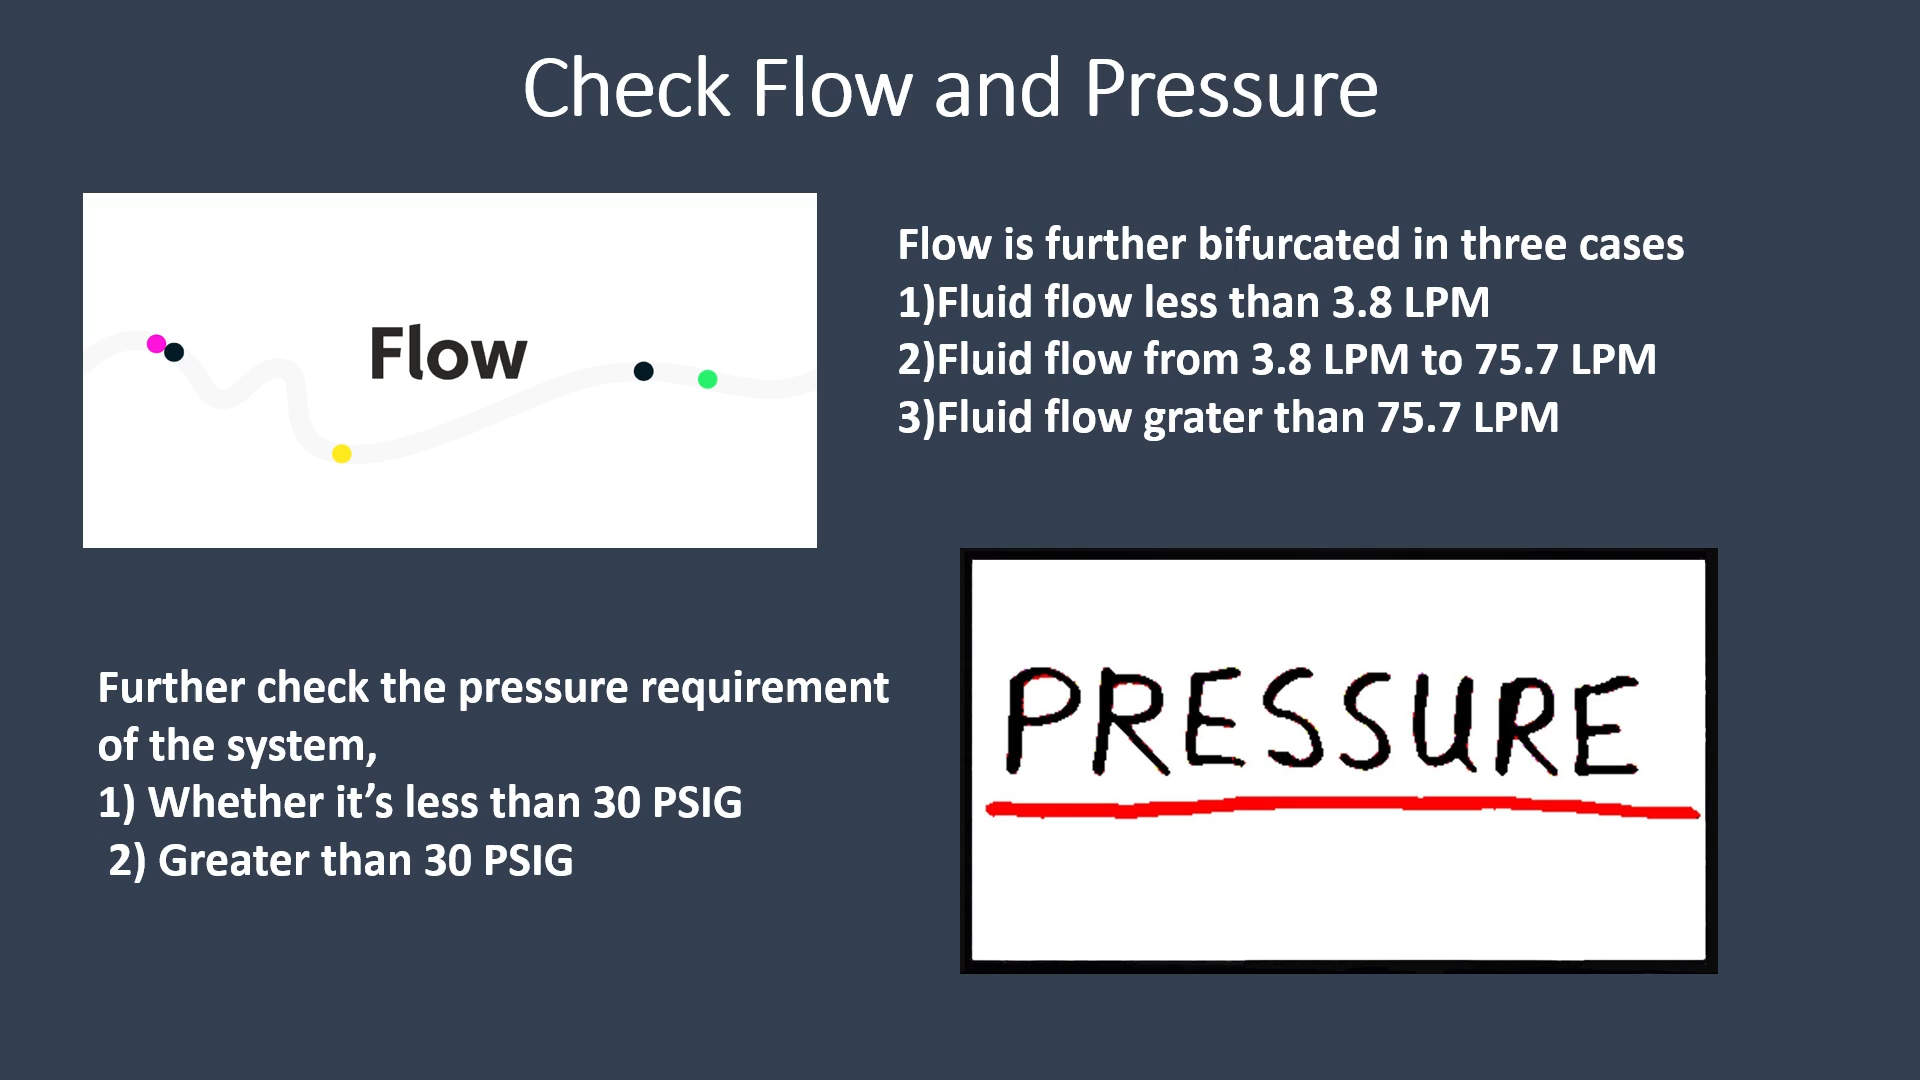 Check Flow and Pressure
Flow
Flow is further bifurcated in three cases
1)Fluid flow less than 3.8 LPM
2)Fluid flow from 3.8 LPM to 75.7 LPM
3)Fluid flow grater than 75.7 LPM
Further check the pressure requirement
of the system,
1) Whether it’s less than 30 PSIG
2) Greater than 30 PSIG
PRESSURE